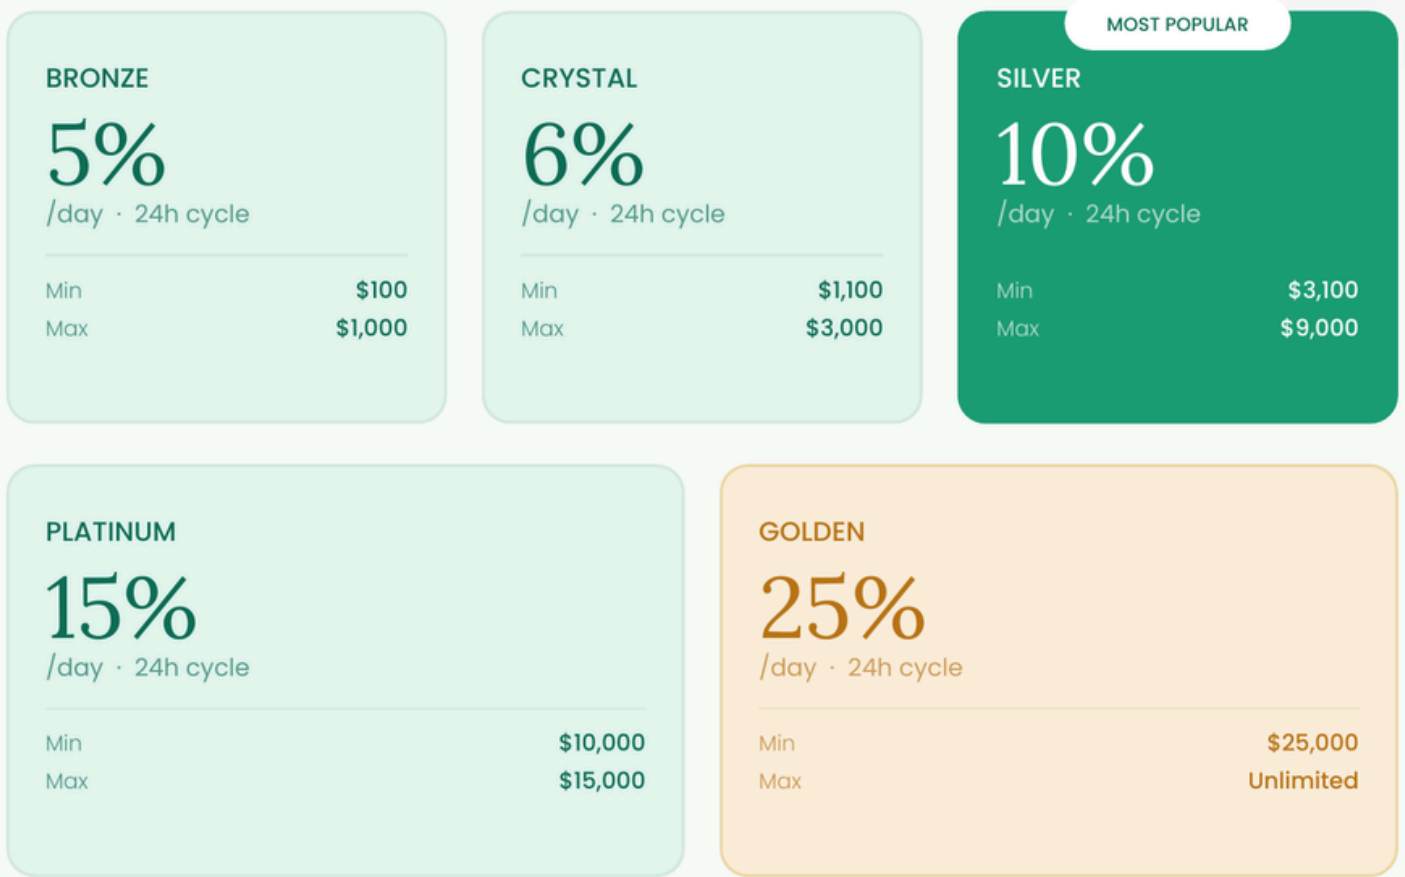 MOST POPULAR
BRONZE
5%
/day · 24h cycle
Min $100
Max $1,000
CRYSTAL
6%
/day · 24h cycle
Min $1,100
Max $3,000
SILVER
10%
/day · 24h cycle
Min $3,100
Max $9,000
PLATINUM
15%
/day · 24h cycle
Min $10,000
Max $15,000
GOLDEN
25%
/day · 24h cycle
Min $25,000
Max Unlimited